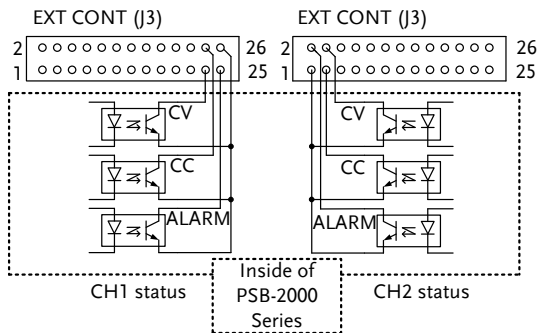 EXT CONT (J3)
EXT CONT (J3)
2
26
2
26
1
25
1
25
CV
CV
CC
CC
ALARM
ALARM
Inside of
PSB-2000
Series
CH1 status
CH2 status